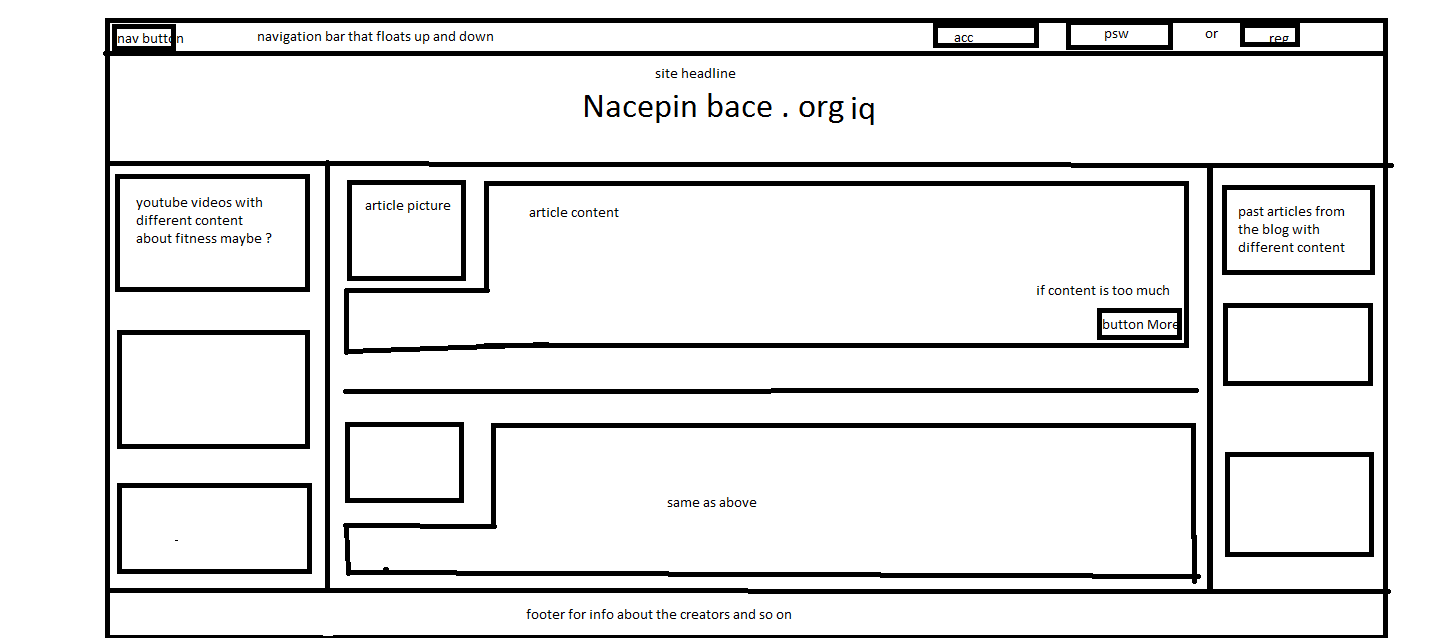 nav button
navigation bar that floats up and down
acc
psw
or
reg
site headline
Nacepin bace . org iq
youtube videos with
different content
about fitness maybe ?
article picture
article content
if content is too much
button More
past articles from
the blog with
different content
same as above
footer for info about the creators and so on